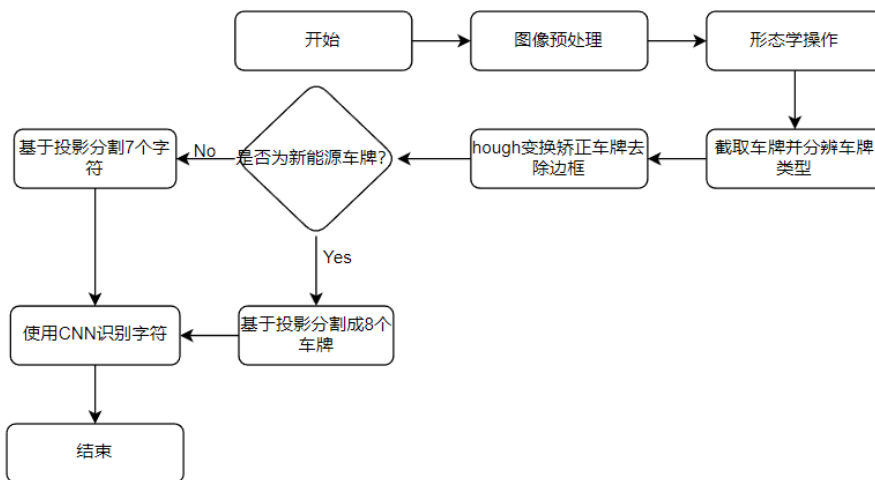 开始
图像预处理
形态学操作
截取车牌并分辨车牌
类型
hough变换矫正车牌去
除边框
是否为新能源车牌?
No
基于投影分割7个字
符
Yes
基于投影分割成8个
车牌
使用CNN识别字符
结束